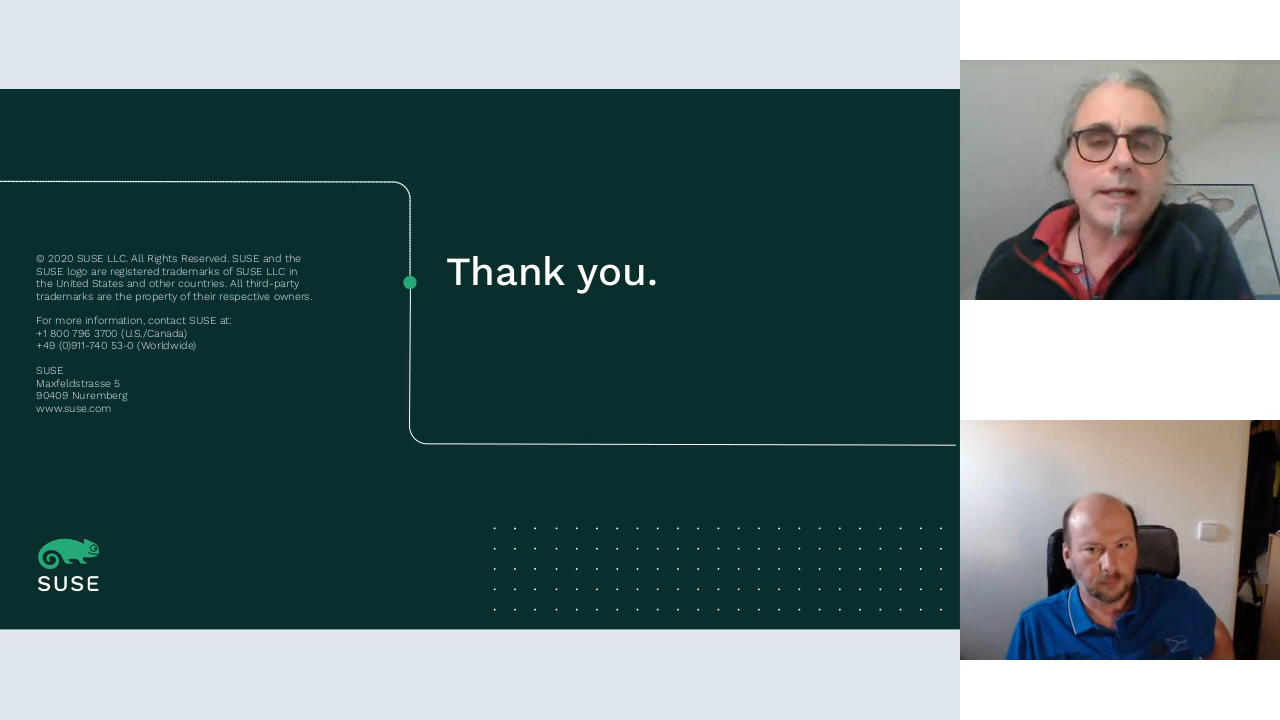 © 2020 SUSE LLC. All Rights Reserved. SUSE and the
SUSE logo are registered trademarks of SUSE LLC in
the United States and other countries. All third-party
trademarks are the property of their respective owners.
For more information, contact SUSE at:
+1 800 796 3700 (U.S./Canada)
+49 (0)911-740 53-0 (Worldwide)
SUSE
Maxfeldstrasse 5
90409 Nuremberg
www.suse.com
Thank you.
SUSE